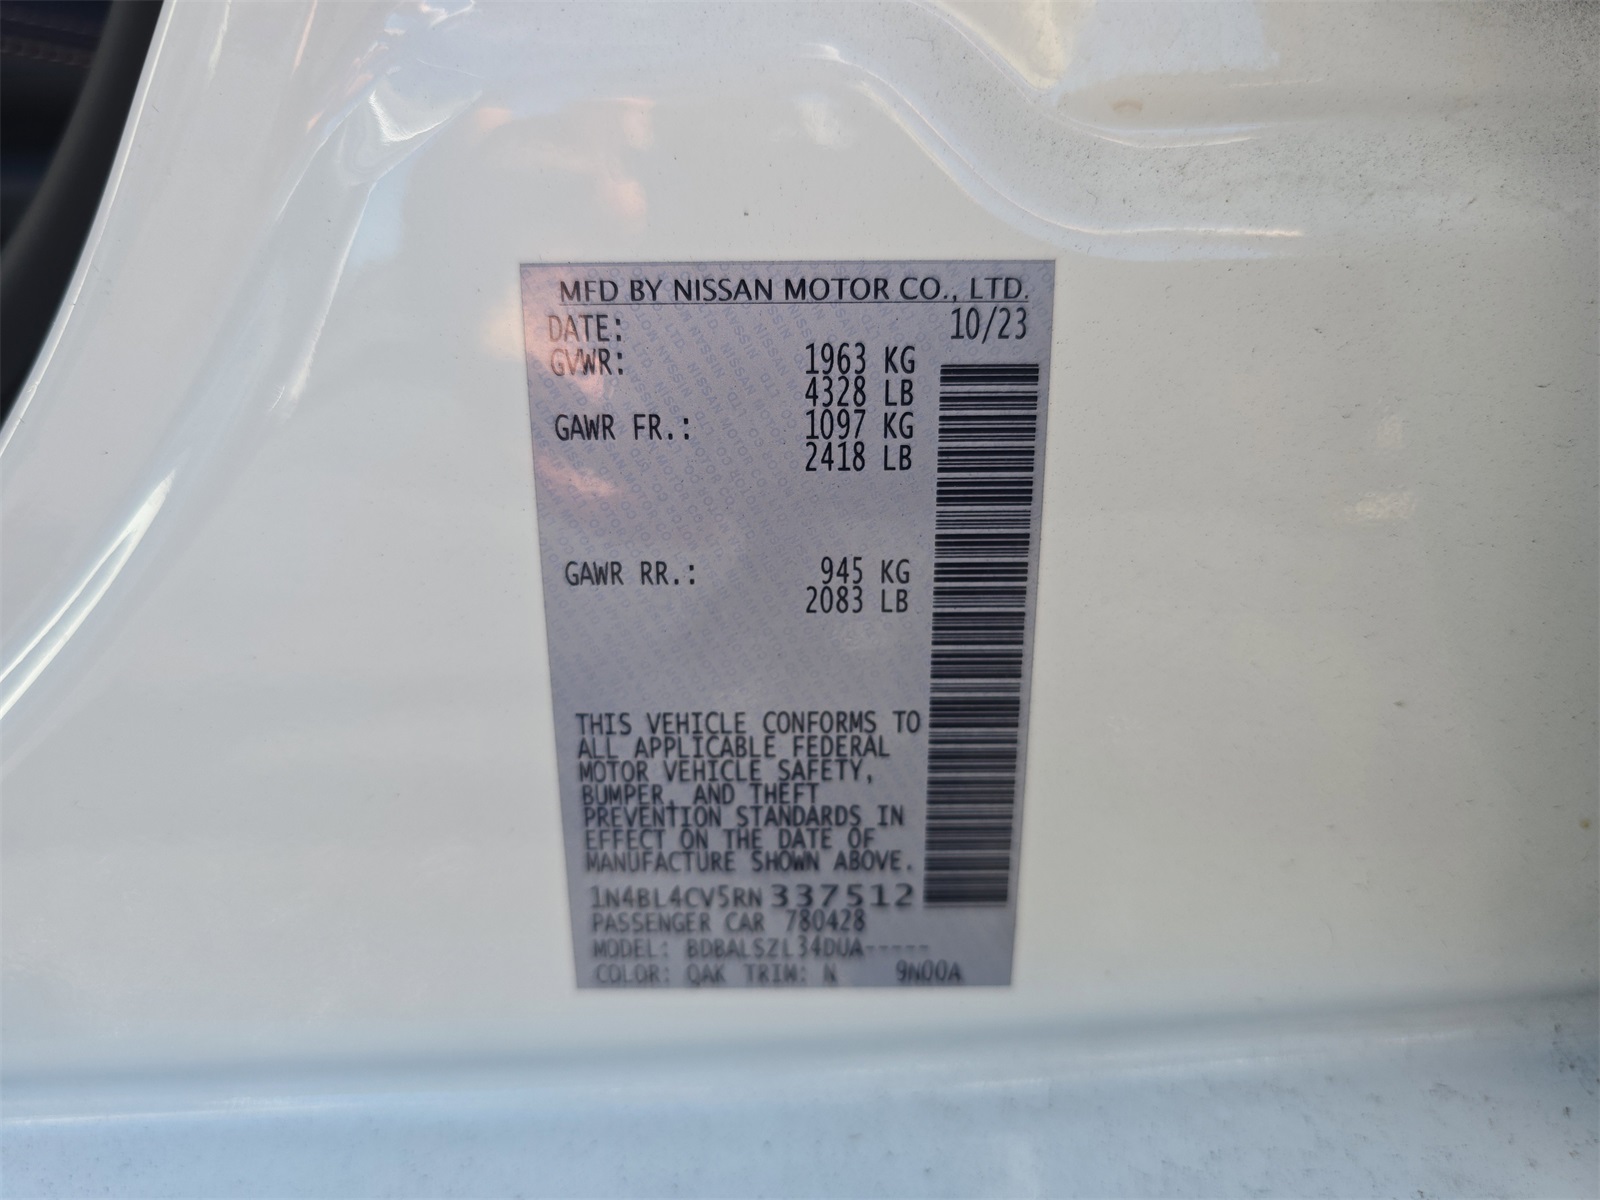 MFD BY NISSAN MOTOR CO., LTD.
DATE: 10/23
GVWR: 1963 KG
4328 LB
GAWR FR.: 1097 KG
2418 LB
GAWR RR.: 945 KG
2083 LB
THIS VEHICLE CONFORMS TO
ALL APPLICABLE FEDERAL
MOTOR VEHICLE SAFETY,
BUMPER, AND THEFT
PREVENTION STANDARDS IN
EFFECT ON THE DATE OF
MANUFACTURE SHOWN ABOVE.
1N4BL4CV5RN337512
PASSENGER CAR 780428
MODEL: BDBALSZL34DUA-----
COLOR: QAK TRIM: N 9N00A